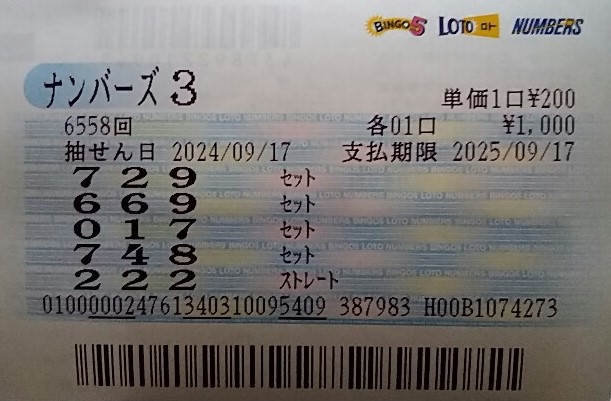 BINGO5 LOTO ロト NUMBERS
ナンバーズ 3
単価1口¥200
6558回 各01口 ¥1,000
抽せん日 2024/09/17 支払期限 2025/09/17
7 2 9 セット
6 6 9 セット
0 1 7 セット
7 4 8 セット
2 2 2 ストレート
010000024761340310095409 387983 H00B1074273